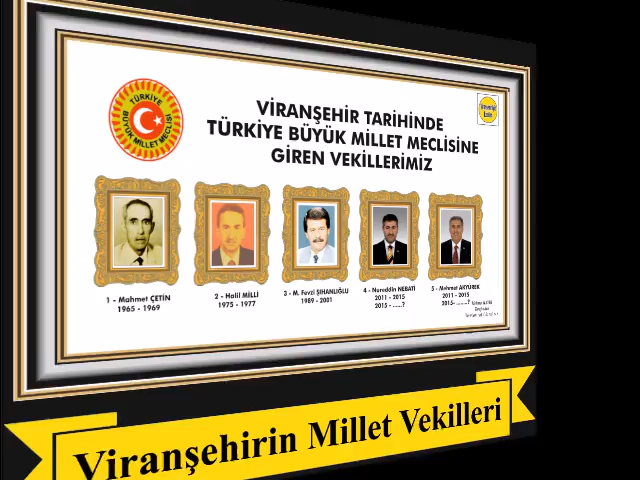 TÜRKİYE
BÜYÜK MİLLET MECLİSİ
VİRANŞEHİR TARİHİNDE
TÜRKİYE BÜYÜK MİLLET MECLİSİNE
GİREN VEKİLLERİMİZ
1 - Mahmet ÇETİN
1965 - 1969
2 - Halil MİLLİ
1975 - 1977
3 - M. Fevzi ŞIHANLIOĞLU
1989 - 2001
4 - Nureddin NEBATİ
2011 - 2015
2015 - ......?
5 - Mehmet AKYÜREK
2011 - 2015
2015- ........?
Viranşehirin Millet Vekilleri